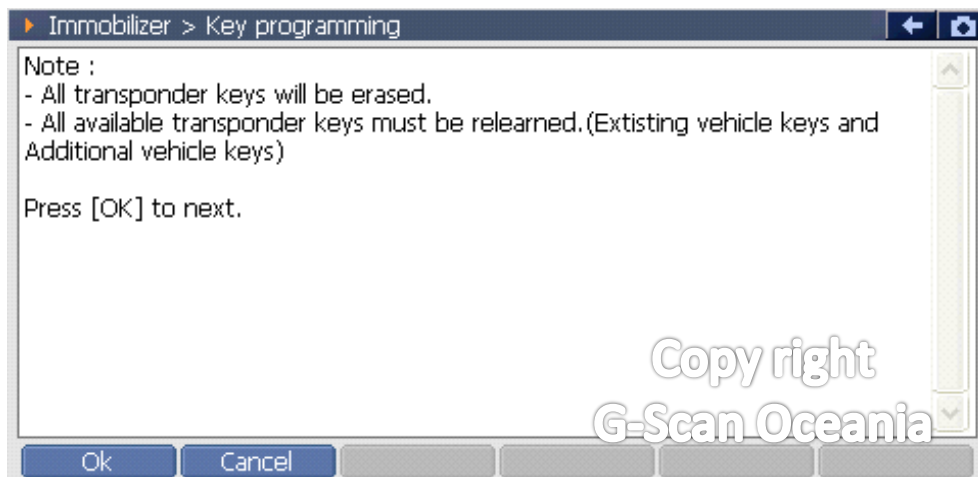 Immobilizer > Key programming
Note :
- All transponder keys will be erased.
- All available transponder keys must be relearned.(Extisting vehicle keys and
Additional vehicle keys)
Press [OK] to next.
Copy right
G-Scan Oceania
Ok
Cancel